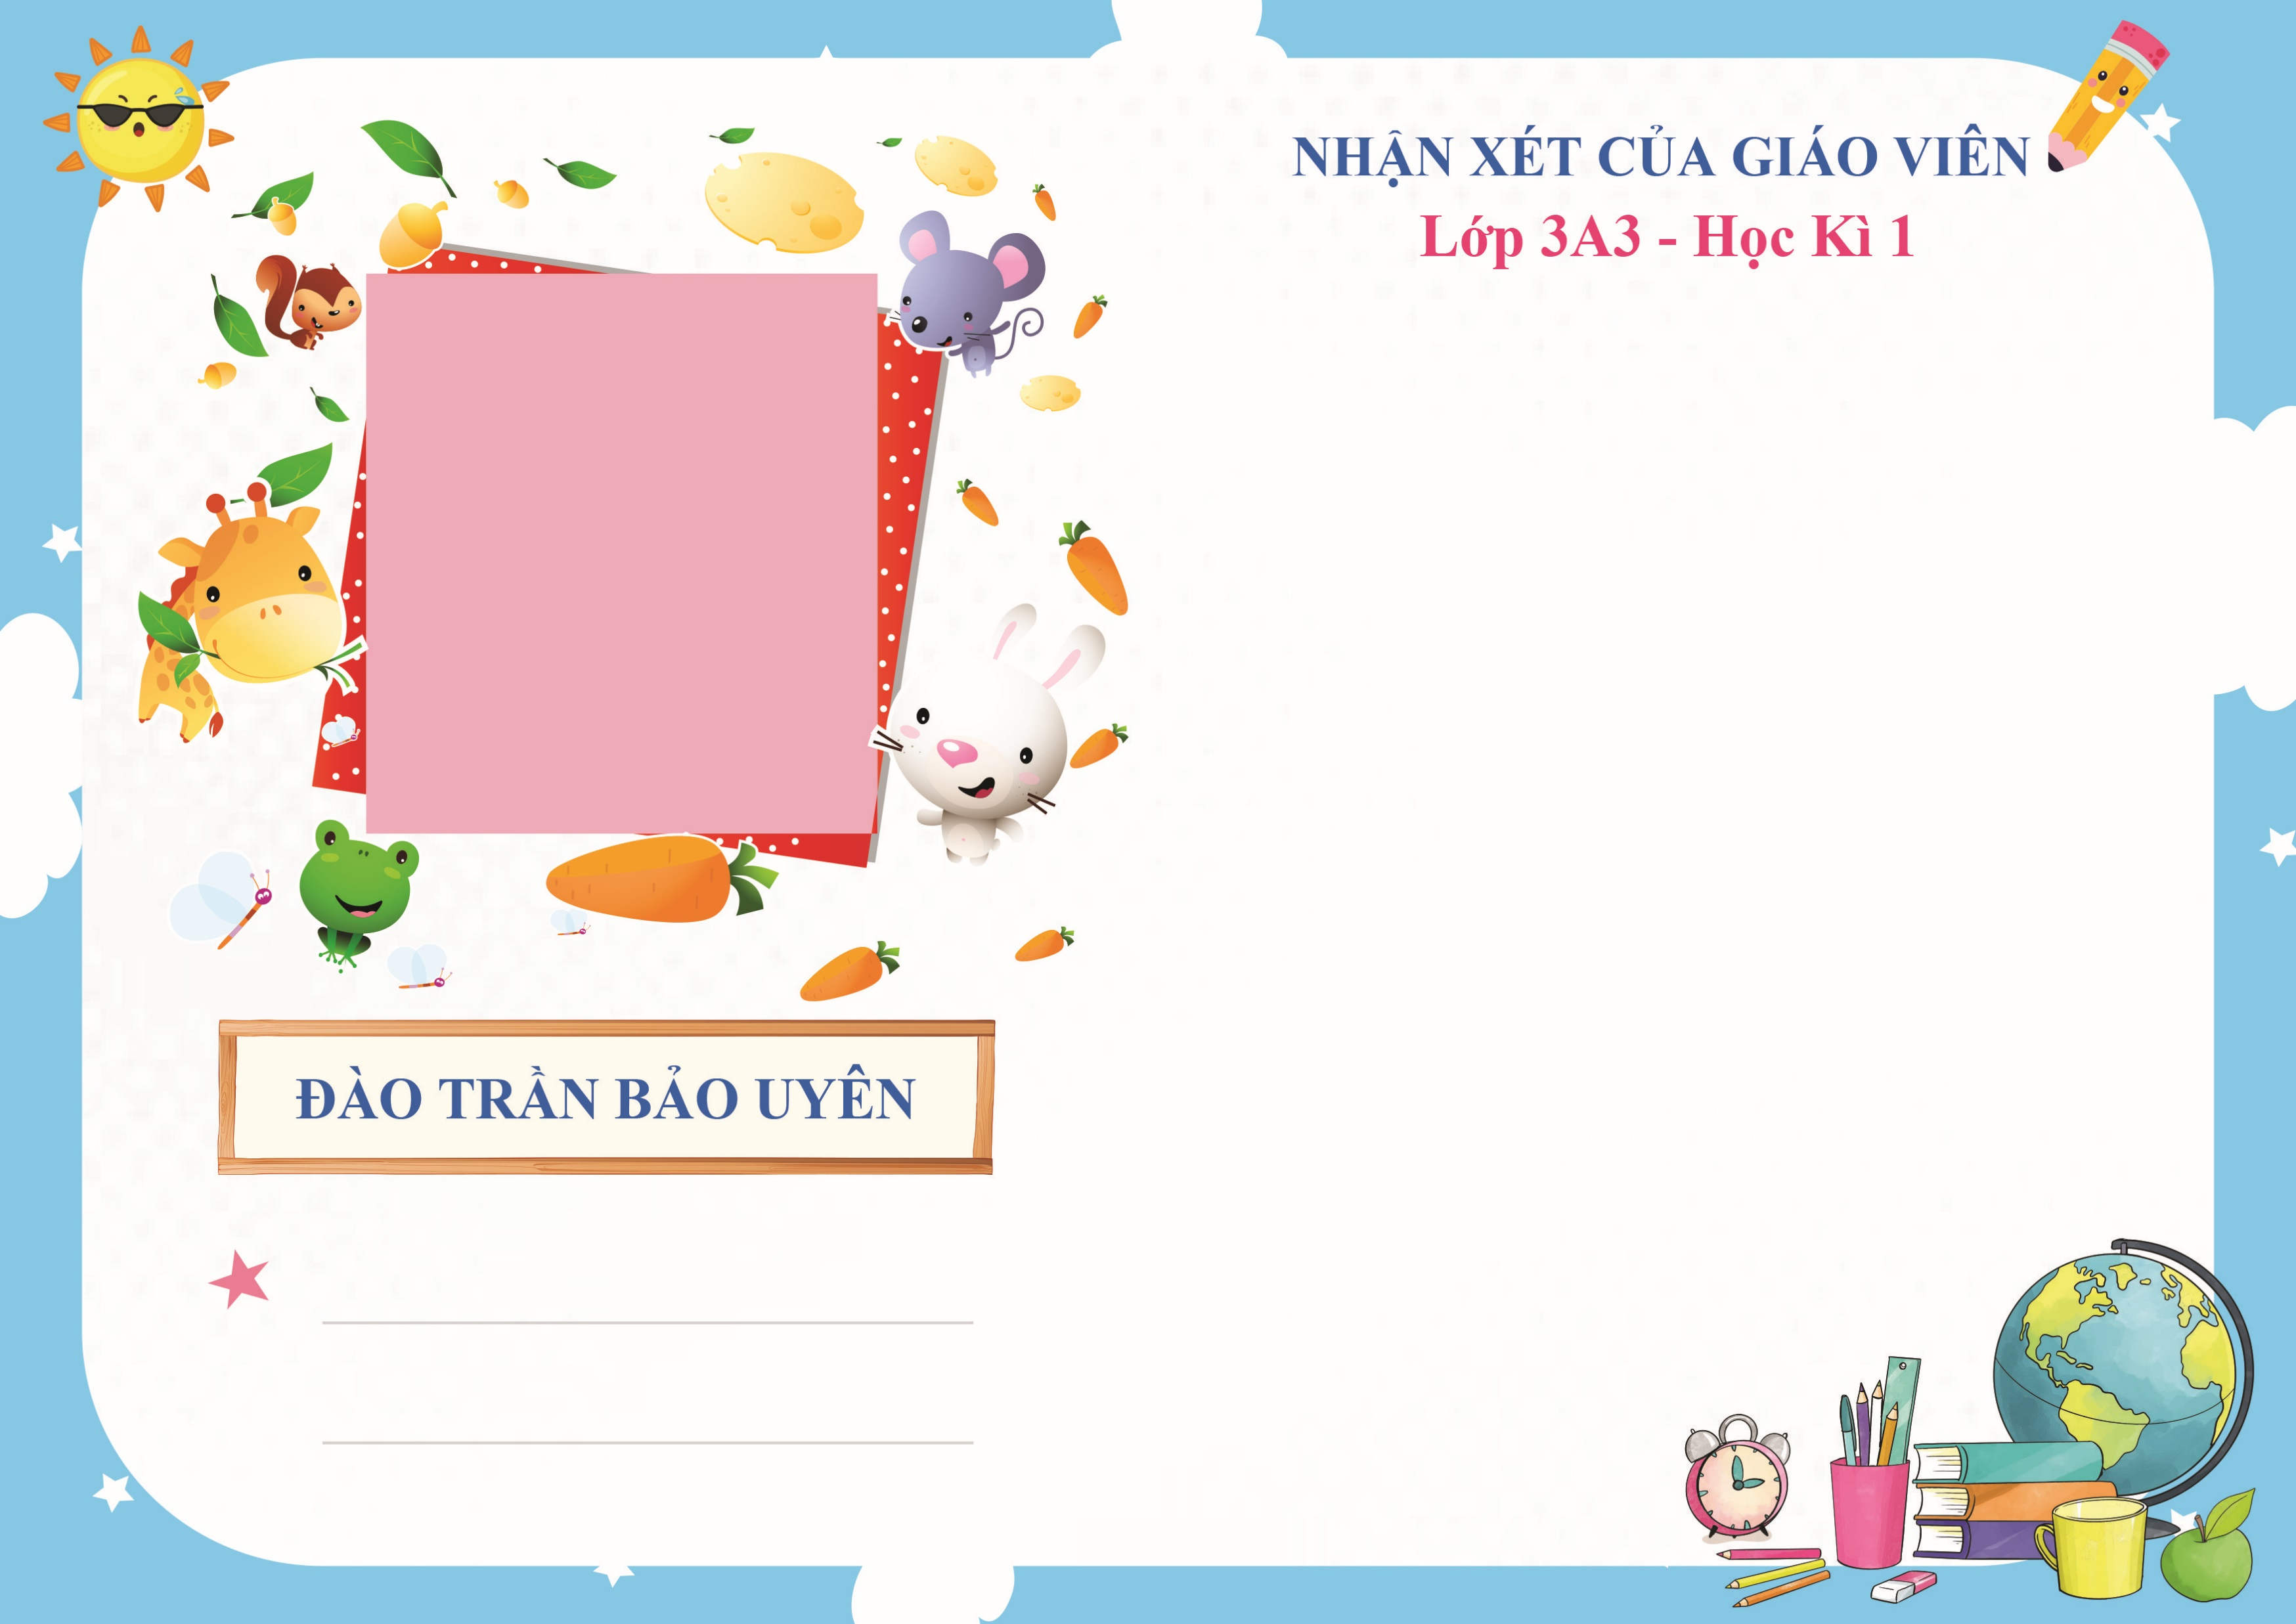 NHẬN XÉT CỦA GIÁO VIÊN
Lớp 3A3 - Học Kì 1
ĐÀO TRẦN BẢO UYÊN